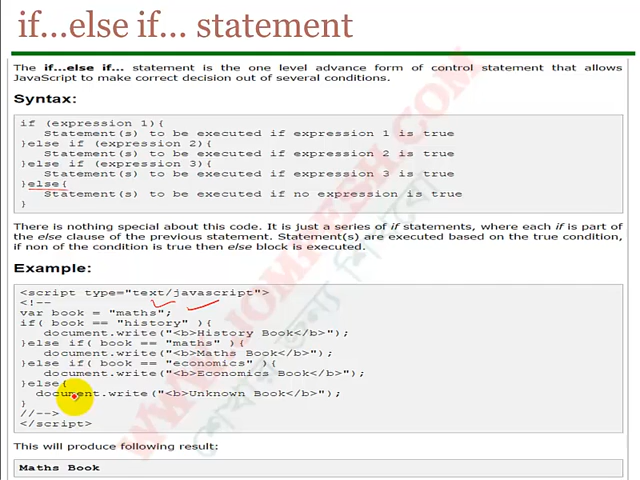 if...else if... statement
The if...else if... statement is the one level advance form of control statement that allows
JavaScript to make correct decision out of several conditions.
Syntax:
if (expression 1){
Statement(s) to be executed if expression 1 is true
}else if (expression 2){
Statement(s) to be executed if expression 2 is true
}else if (expression 3){
Statement(s) to be executed if expression 3 is true
}else{
Statement(s) to be executed if no expression is true
}
There is nothing special about this code. It is just a series of if statements, where each if is part of
the else clause of the previous statement. Statement(s) are executed based on the true condition,
if non of the condition is true then else block is executed.
Example:
<script type="text/javascript">
<!--
var book = "maths";
if( book == "history" ){
document.write("<b>History Book</b>");
}else if( book == "maths" ){
document.write("<b>Maths Book</b>");
}else if( book == "economics" ){
document.write("<b>Economics Book</b>");
}else{
document.write("<b>Unknown Book</b>");
}
//-->
</script>
This will produce following result:
Maths Book